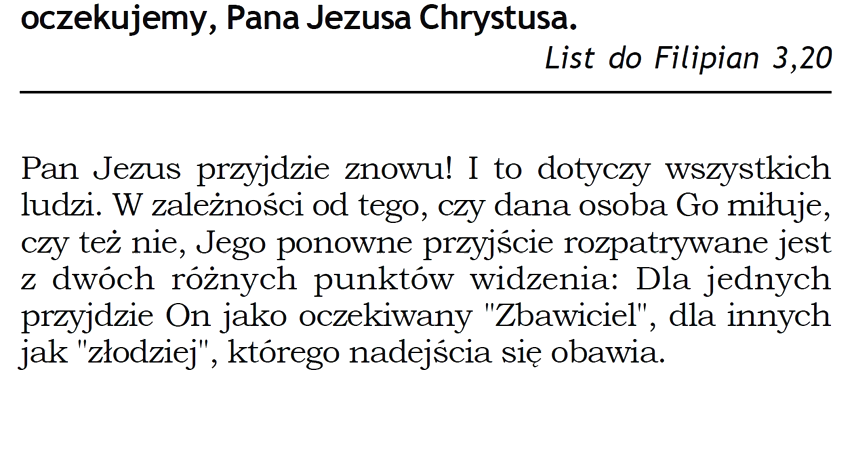 oczekujemy, Pana Jezusa Chrystusa.
List do Filipian 3,20
Pan Jezus przyjdzie znowu! I to dotyczy wszystkich
ludzi. W zależności od tego, czy dana osoba Go miłuje,
czy też nie, Jego ponowne przyjście rozpatrywane jest
z dwóch różnych punktów widzenia: Dla jednych
przyjdzie On jako oczekiwany "Zbawiciel", dla innych
jak "złodziej", którego nadejścia się obawia.